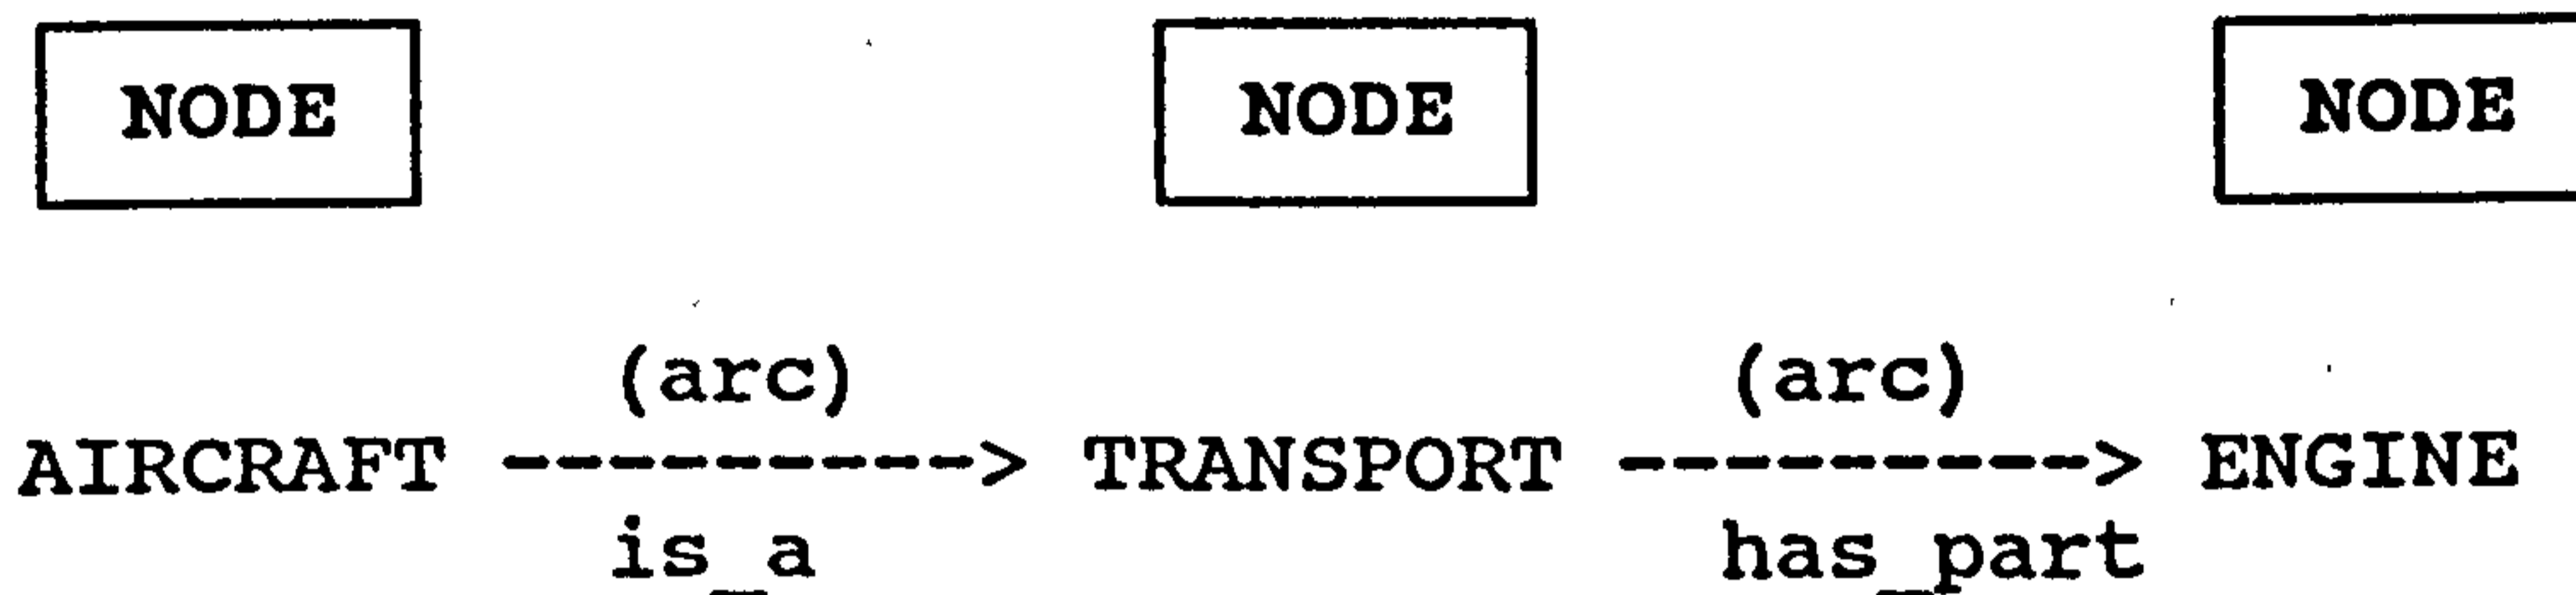 NODE NODE NODE
(arc) (arc)
AIRCRAFT ----------> TRANSPORT ----------> ENGINE
is_a has_part